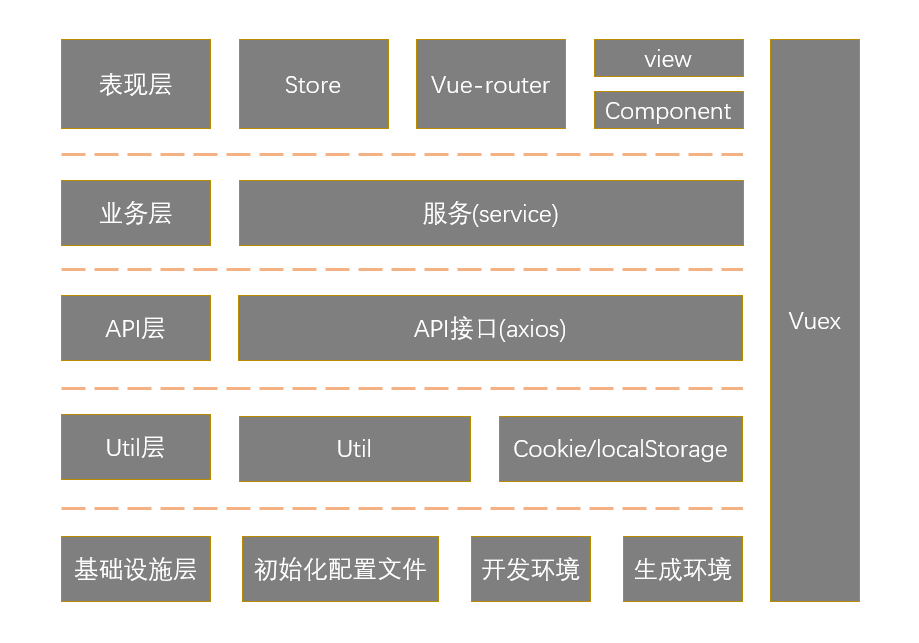 表现层
Store
Vue-router
view
Component
业务层
服务(service)
API层
API接口(axios)
Vuex
Util层
Util
Cookie/localStorage
基础设施层
初始化配置文件
开发环境
生成环境